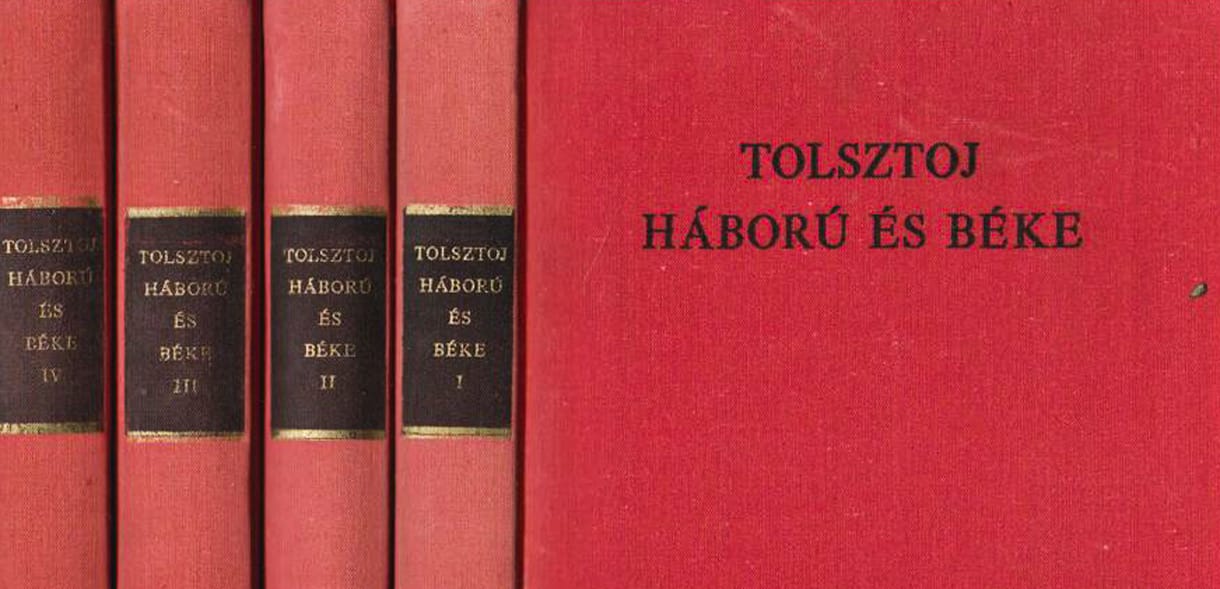 TOLSZTOJ
HÁBORÚ
ÉS
BÉKE
IV
TOLSZTOJ
HÁBORÚ
ÉS
BÉKE
III
TOLSZTOJ
HÁBORÚ
ÉS
BÉKE
II
TOLSZTOJ
HÁBORÚ
ÉS
BÉKE
I
TOLSZTOJ
HÁBORÚ ÉS BÉKE